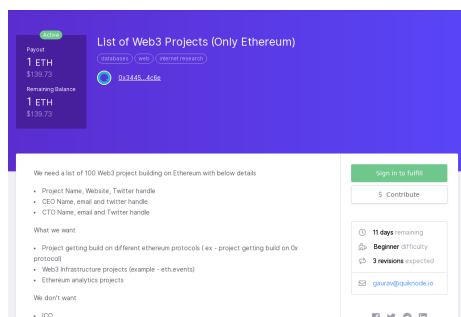 Active
Payout
1 ETH
$139.73
Remaining Balance
1 ETH
$139.73
List of Web3 Projects (Only Ethereum)
databases
web
internet research
0x3445...4c6e
We need a list of 100 Web3 project building on Ethereum with below details
• Project Name, Website, Twitter handle
• CEO Name, email and twitter handle
• CTO Name, email and Twitter handle
What we want
• Project getting build on different ethereum protocols ( ex - project getting build on 0x
protocol)
• Web3 Infrastructure projects (example - eth.events)
• Ethereum analytics projects
We don't want
• ICO
Sign in to fulfill
$ Contribute
11 days remaining
Beginner difficulty
3 revisions expected
gaurav@quiknode.io